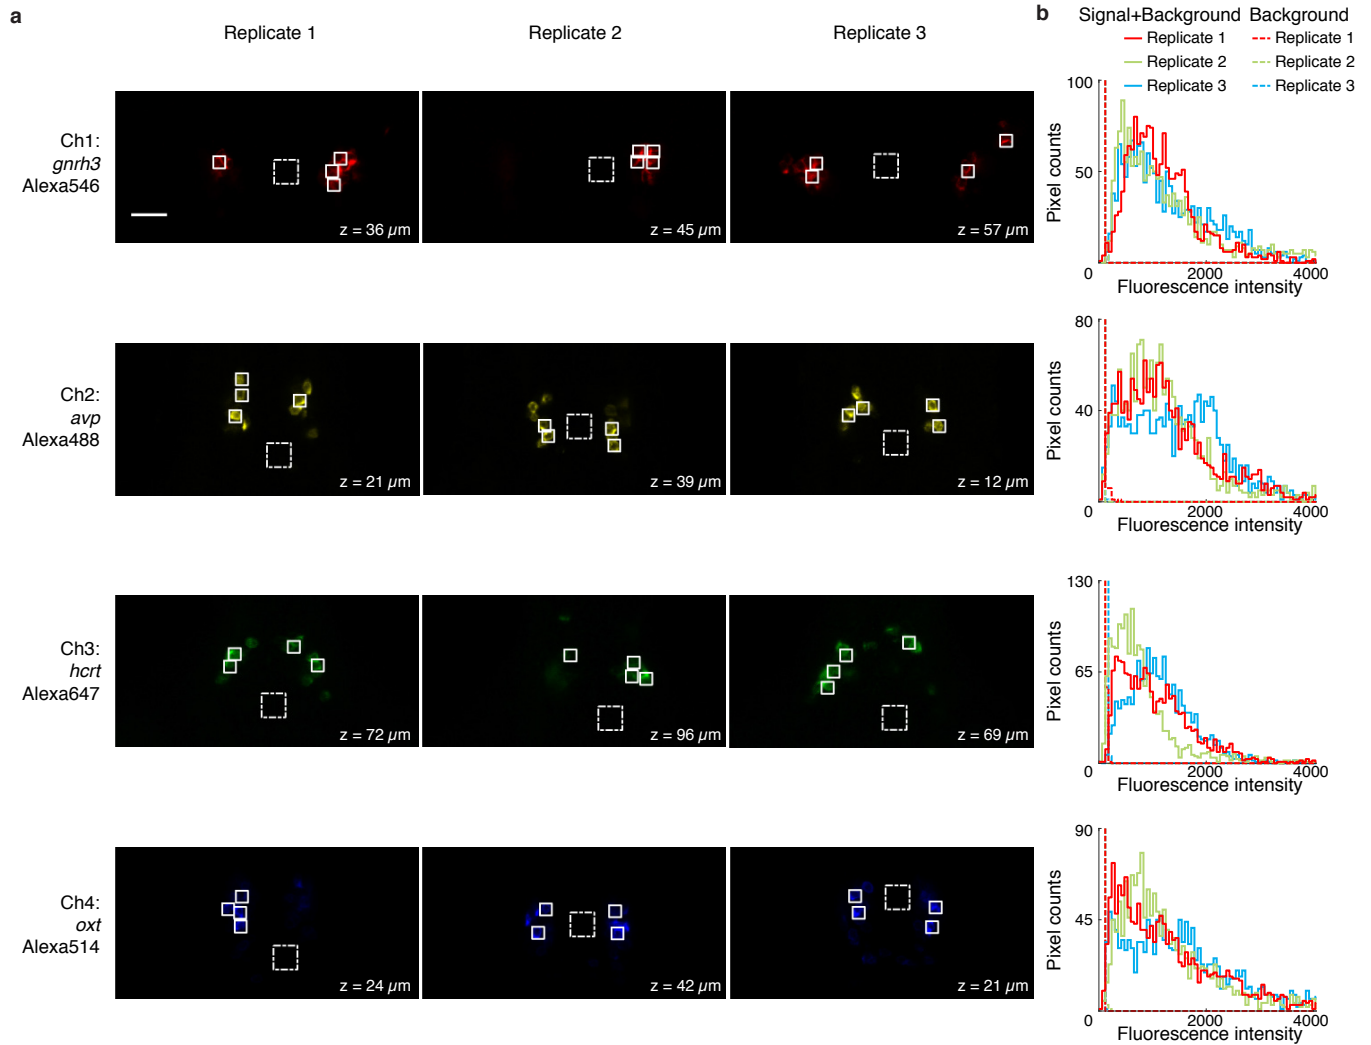 a
Replicate 1
Replicate 2
Replicate 3
Ch1:
gnrh3
Alexa546
z = 36 µm
z = 45 µm
z = 57 µm
Ch2:
avp
Alexa488
z = 21 µm
z = 39 µm
z = 12 µm
Ch3:
hcrt
Alexa647
z = 72 µm
z = 96 µm
z = 69 µm
Ch4:
oxt
Alexa514
z = 24 µm
z = 42 µm
z = 21 µm
b
Signal+Background Background
Replicate 1 Replicate 1
Replicate 2 Replicate 2
Replicate 3 Replicate 3
100
50
Pixel counts
0 2000 4000
Fluorescence intensity
80
40
Pixel counts
0 2000 4000
Fluorescence intensity
130
65
Pixel counts
0 2000 4000
Fluorescence intensity
90
45
Pixel counts
0 2000 4000
Fluorescence intensity